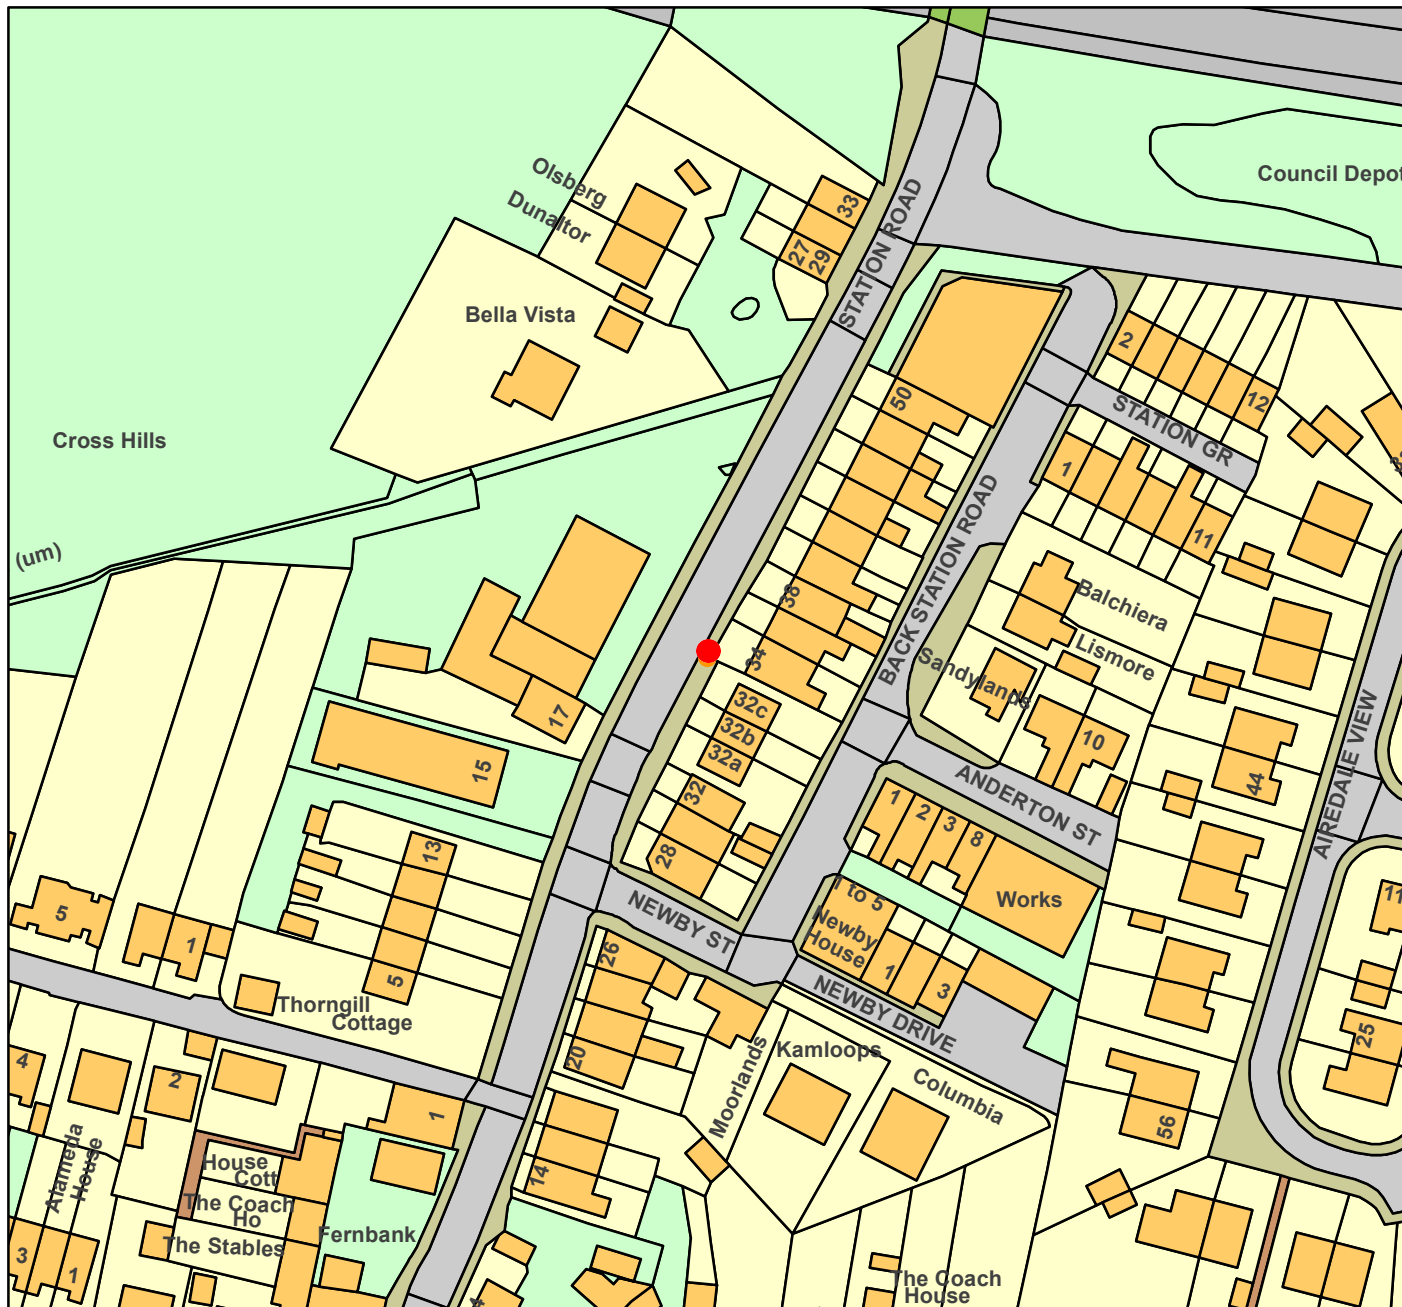 Council Depot
Olsberg
Dunaltor
33
27
29
STATION ROAD
STATION ROAD
Bella Vista
2
12
STATION GR
50
Cross Hills
1
11
(um)
BACK STATION ROAD
38
Balchiera
Lismore
Sandylands
34
32c
32b
32a
17
15
10
44
AIREDALE VIEW
ANDERTON ST
32
28
1
2
3
8
Works
13
1 to 5
Newby
House
1
3
NEWBY ST
NEWBY DRIVE
11
5
1
5
26
Thorngill
Cottage
20
Moorlands
Kamloops
Columbia
25
56
4
2
1
Alameda
House
House
Cott
The Coach
Ho
The Stables
Fernbank
14
3
1
The Coach
House